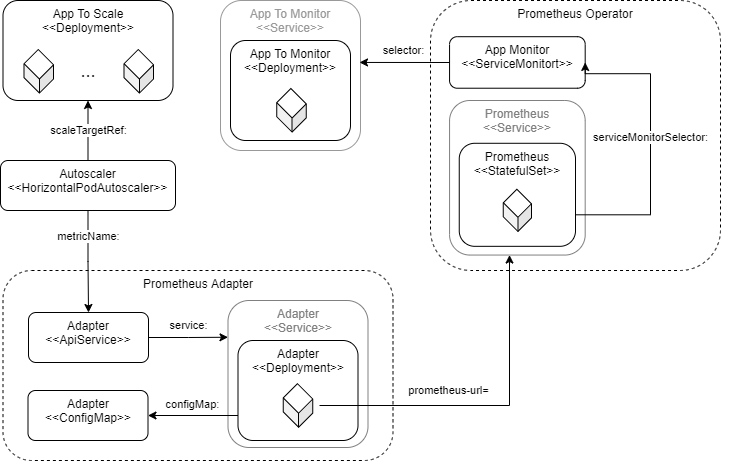 App To Scale
<<Deployment>>
...
scaleTargetRef:
Autoscaler
<<HorizontalPodAutoscaler>>
metricName:
App To Monitor
<<Service>>
App To Monitor
<<Deployment>>
selector:
Prometheus Operator
App Monitor
<<ServiceMonitort>>
Prometheus
<<Service>>
Prometheus
<<StatefulSet>>
serviceMonitorSelector:
Prometheus Adapter
Adapter
<<ApiService>>
service:
Adapter
<<Service>>
Adapter
<<Deployment>>
Adapter
<<ConfigMap>>
configMap:
prometheus-url=